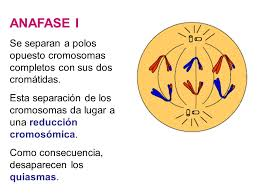 ANAFASE I
Se separan a polos
opuesto cromosomas
completos con sus dos
cromátidas.
Esta separación de los
cromosomas da lugar a
una reducción
cromosómica.
Como consecuencia,
desaparecen los
quiasmas.